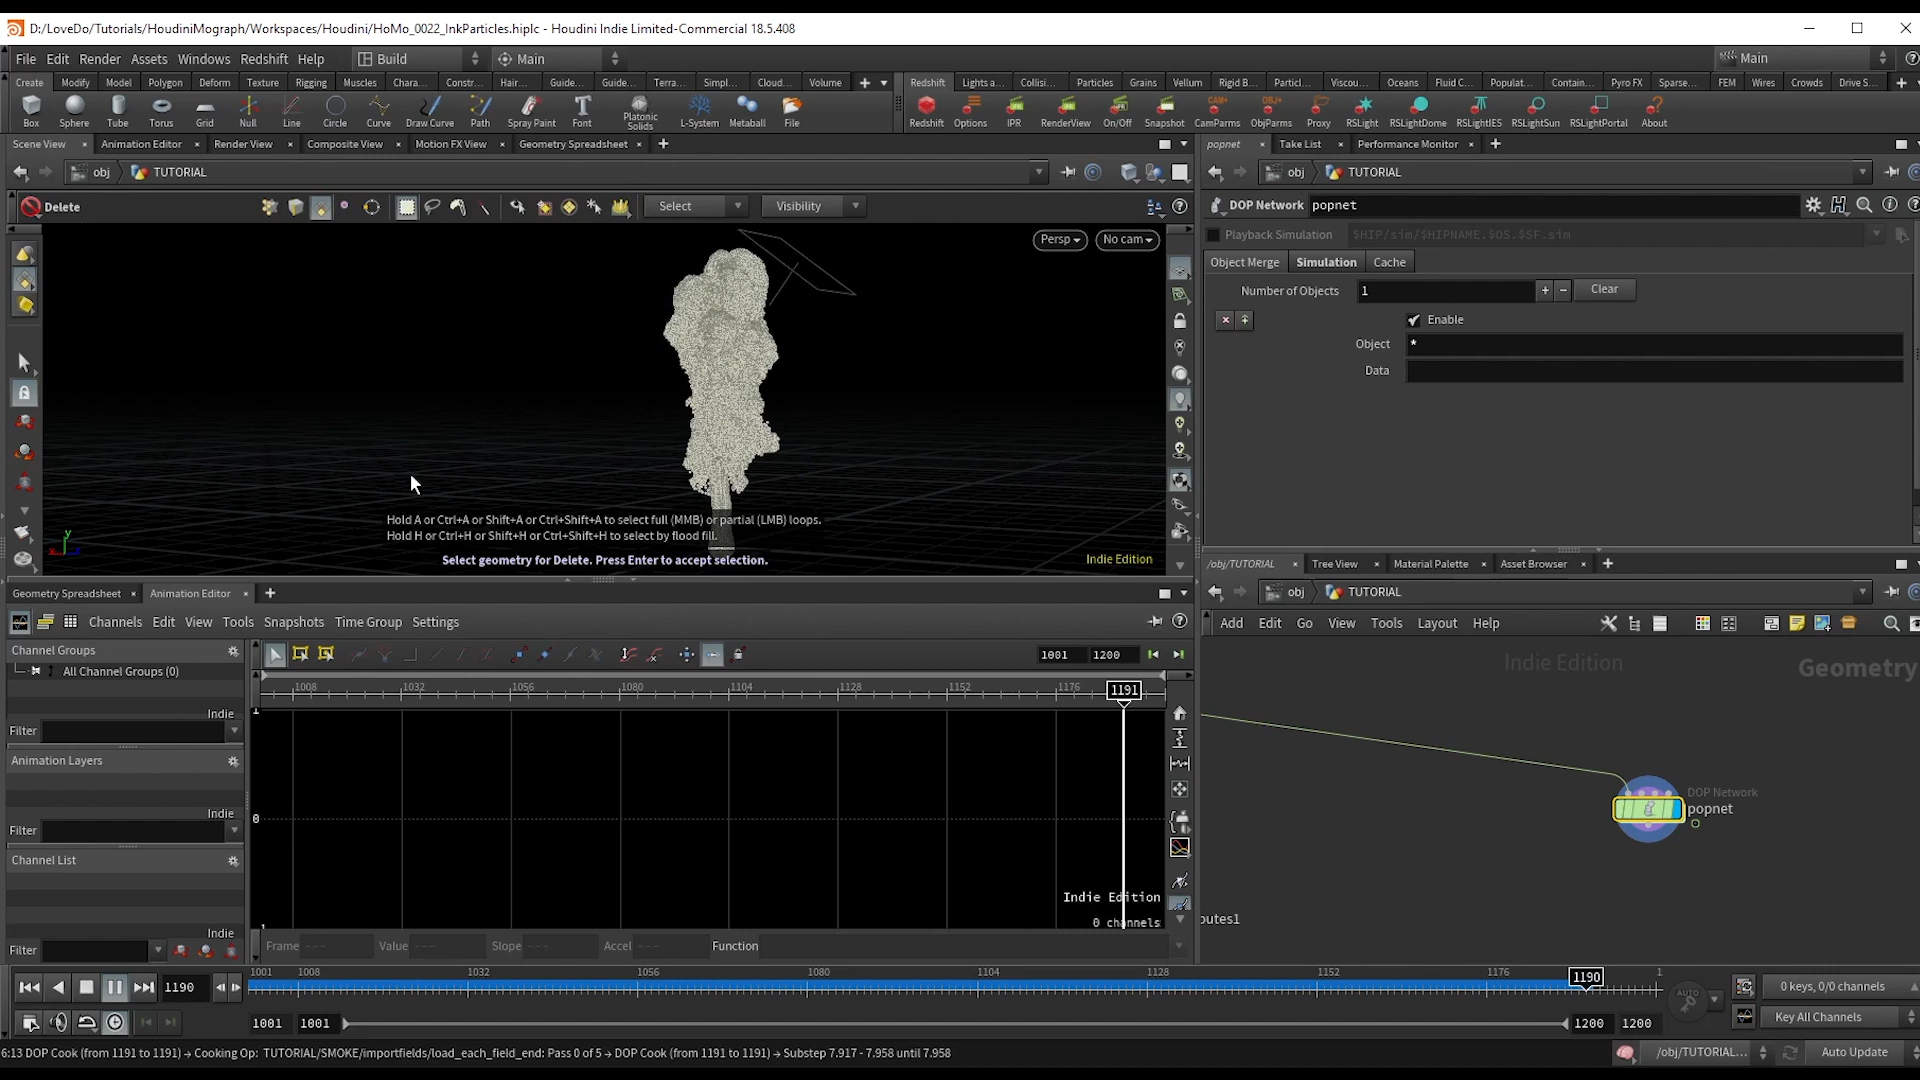 D:/LoveDo/Tutorials/HoudiniMograph/Workspaces/Houdini/HoMo_0022_InkParticles.hiplc - Houdini Indie Limited-Commercial 18.5.408
File Edit Render Assets Windows Redshift Help Build Main Main
Create Modify Model Polygon Deform Texture Rigging Muscles Chara... Constr... Hair... Guide... Guide... Terra... Simpl... Cloud... Volume
Redshift Lights a... Collisi... Particles Grains Vellum Rigid B... Particl... Viscou... Oceans Fluid C... Populat... Contain... Pyro FX Sparse... FEM Wires Crowds Drive S...
Box Sphere Tube Torus Grid Null Line Circle Curve Draw Curve Path Spray Paint Font Platonic Solids L-System Metaball File
Redshift Options IPR RenderView On/Off Snapshot CamParms ObjParms Proxy RSLight RSLightDome RSLightIES RSLightSun RSLightPortal About
Scene View Animation Editor Render View Composite View Motion FX View Geometry Spreadsheet
popnet Take List Performance Monitor
obj TUTORIAL
obj TUTORIAL
Delete Select Visibility
DOP Network popnet
Persp No cam
Playback Simulation $HIP/sim/$HIPNAME.$OS.$SF.sim
Object Merge Simulation Cache
Number of Objects 1 Clear
Enable
Object *
Data
Hold A or Ctrl+A or Shift+A or Ctrl+Shift+A to select full (MMB) or partial (LMB) loops.
Hold H or Ctrl+H or Shift+H or Ctrl+Shift+H to select by flood fill.
Select geometry for Delete. Press Enter to accept selection.
Indie Edition
y
/obj/TUTORIAL Tree View Material Palette Asset Browser
Geometry Spreadsheet Animation Editor
obj TUTORIAL
Channels Edit View Tools Snapshots Time Group Settings
Add Edit Go View Tools Layout Help
Channel Groups
1001 1200
All Channel Groups (0)
Indie Edition
Geometry
1008 1032 1056 1080 1104 1128 1152 1176 1191
Indie
Filter
1
Animation Layers
DOP Network
popnet
Indie
Filter
0
Channel List
Indie Edition
0 channels
butes1
Indie
Filter
Frame --- Value --- Slope --- Accel --- Function
1190
1001 1008 1032 1056 1080 1104 1128 1152 1176 1190 1
AUTO
0 keys, 0/0 channels
1001 1001 1200 1200
Key All Channels
6:13 DOP Cook (from 1191 to 1191) → Cooking Op: TUTORIAL/SMOKE/importfields/load_each_field_end: Pass 0 of 5 → DOP Cook (from 1191 to 1191) → Substep 7.917 - 7.958 until 7.958
/obj/TUTORIAL... Auto Update